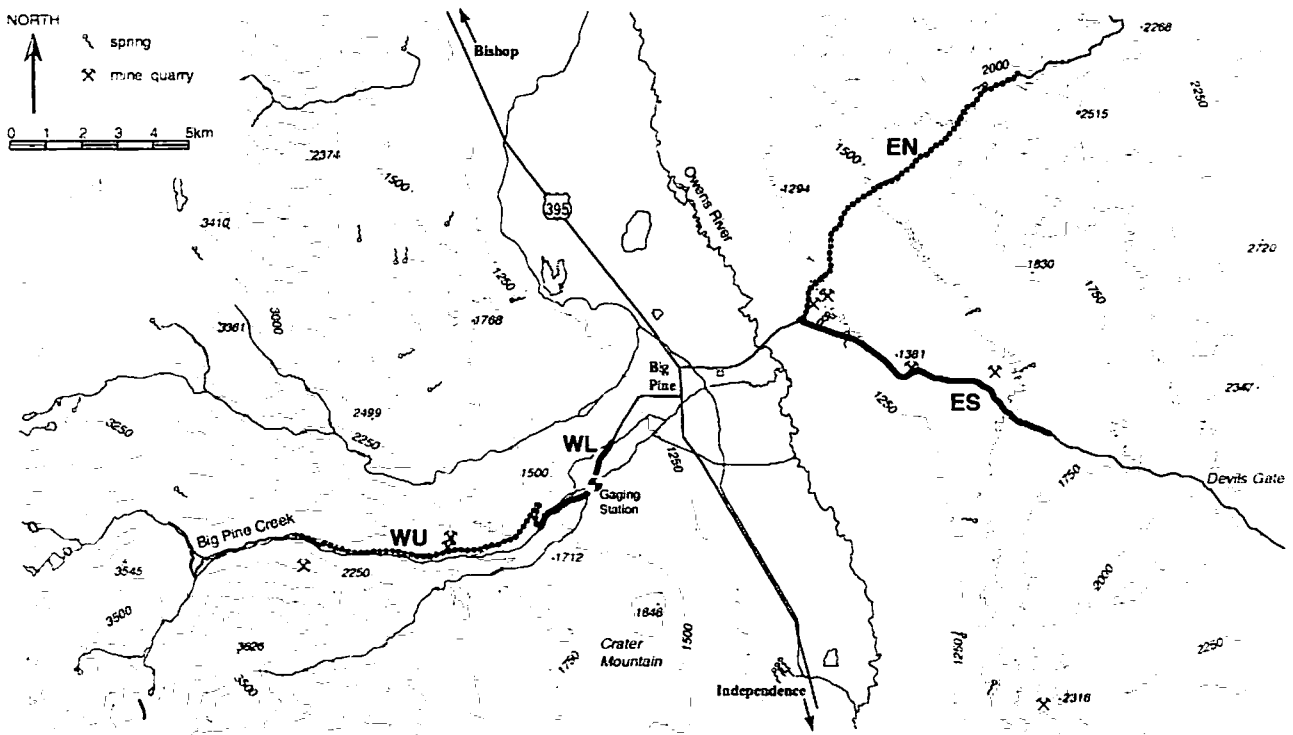 NORTH
spring
mine quarry
0 1 2 3 4 5km
Bishop
2268
2000
2250
2515
EN
1500
2374
1500
Owens River
1294
395
3410
2720
1830
1250
1750
3000
3361
1768
1381
Big
Pine
2347
ES
1250
2499
3250
2250
WL
1250
1500
1750
Devils Gate
Gaging
Station
Big Pine Creek
WU
1712
3545
2250
2000
3500
1846
1500
2250
3626
Crater
Mountain
1750
1250
3500
Independence
2316